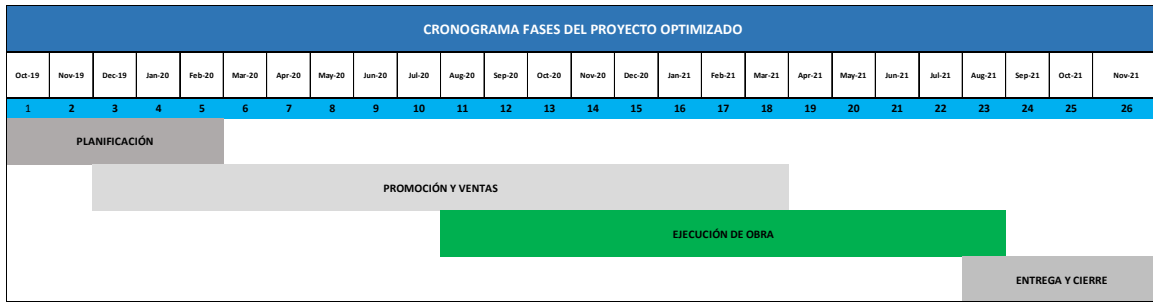 CRONOGRAMA FASES DEL PROYECTO OPTIMIZADO
Oct-19 Nov-19 Dec-19 Jan-20 Feb-20 Mar-20 Apr-20 May-20 Jun-20 Jul-20 Aug-20 Sep-20 Oct-20 Nov-20 Dec-20 Jan-21 Feb-21 Mar-21 Apr-21 May-21 Jun-21 Jul-21 Aug-21 Sep-21 Oct-21 Nov-21
1 2 3 4 5 6 7 8 9 10 11 12 13 14 15 16 17 18 19 20 21 22 23 24 25 26
PLANIFICACIÓN
PROMOCIÓN Y VENTAS
EJECUCIÓN DE OBRA
ENTREGA Y CIERRE